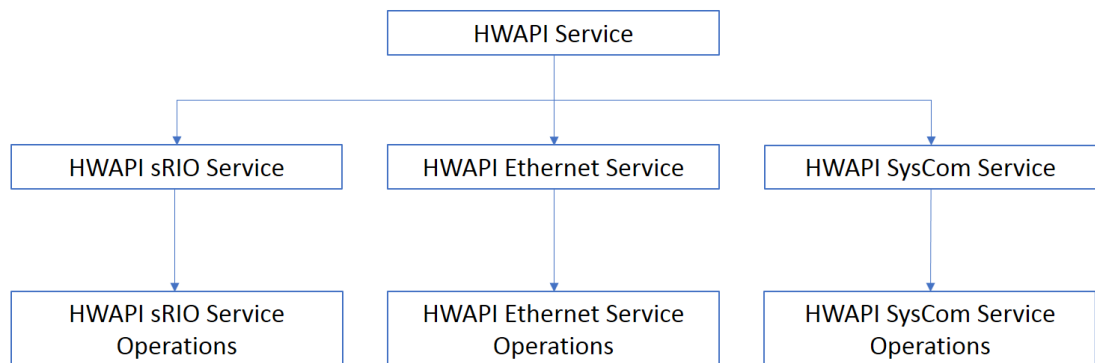 HWAPI Service
HWAPI sRIO Service
HWAPI Ethernet Service
HWAPI SysCom Service
HWAPI sRIO Service
Operations
HWAPI Ethernet Service
Operations
HWAPI SysCom Service
Operations